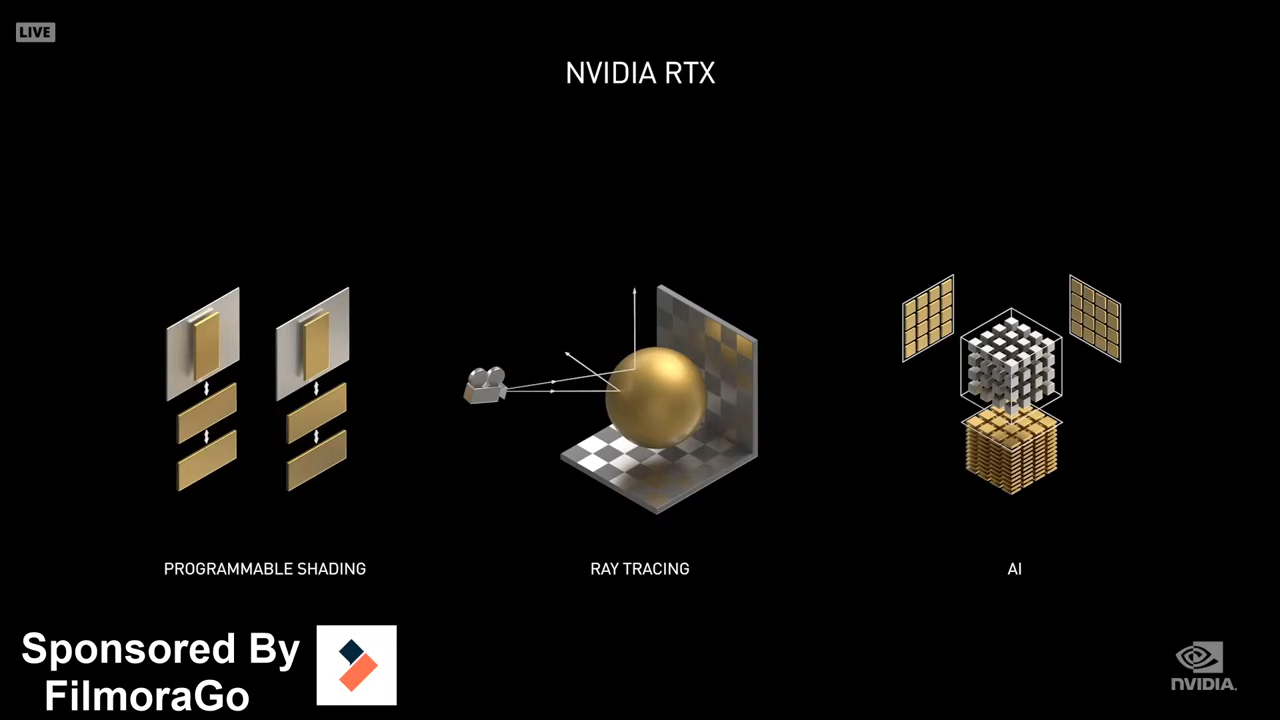 LIVE
NVIDIA RTX
PROGRAMMABLE SHADING
RAY TRACING
AI
Sponsored By
FilmoraGo
NVIDIA.